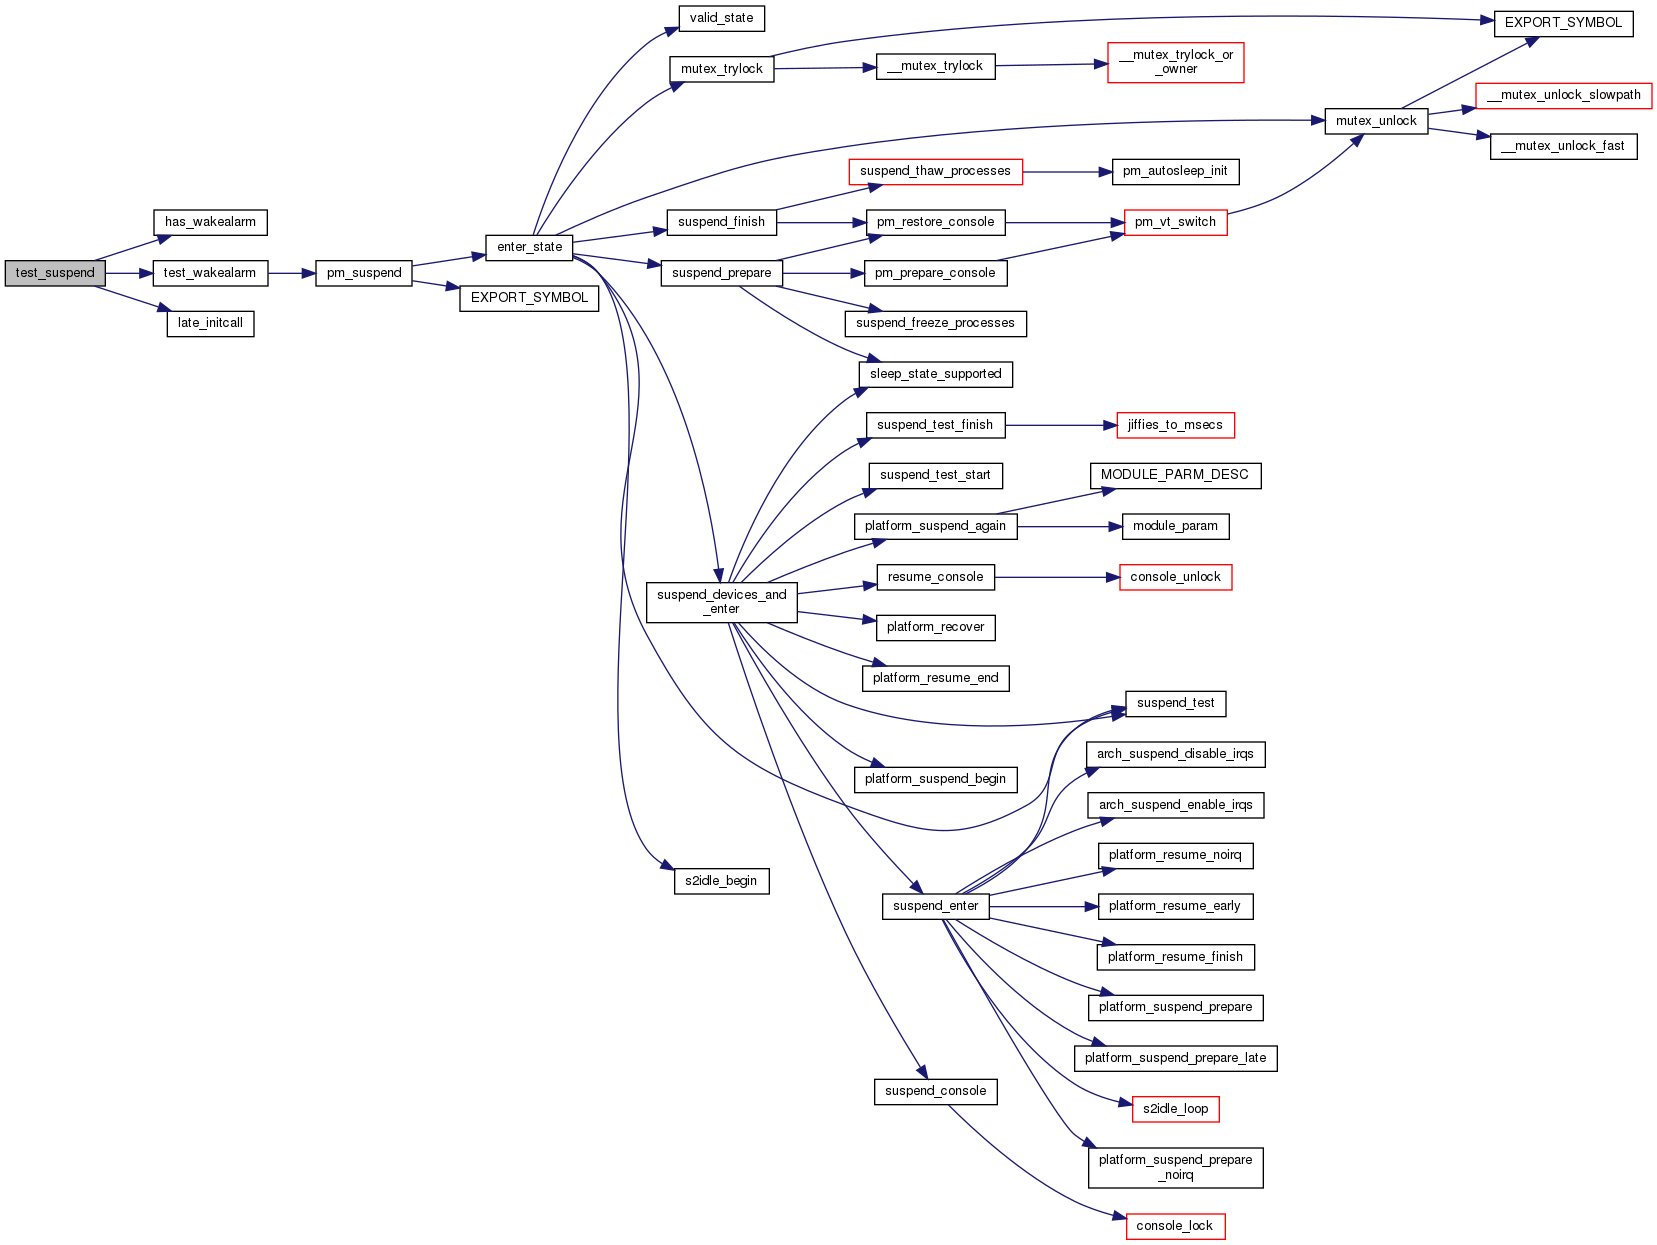 test_suspend
has_wakealarm
test_wakealarm
late_initcall
pm_suspend
enter_state
EXPORT_SYMBOL
valid_state
mutex_trylock
suspend_finish
suspend_prepare
suspend_devices_and
_enter
s2idle_begin
__mutex_trylock
suspend_thaw_processes
pm_restore_console
pm_prepare_console
suspend_freeze_processes
sleep_state_supported
suspend_test_finish
suspend_test_start
platform_suspend_again
resume_console
platform_recover
platform_resume_end
platform_suspend_begin
suspend_enter
suspend_console
__mutex_trylock_or
_owner
pm_autosleep_init
pm_vt_switch
jiffies_to_msecs
MODULE_PARM_DESC
module_param
console_unlock
suspend_test
arch_suspend_disable_irqs
arch_suspend_enable_irqs
platform_resume_noirq
platform_resume_early
platform_resume_finish
platform_suspend_prepare
platform_suspend_prepare_late
s2idle_loop
platform_suspend_prepare
_noirq
console_lock
mutex_unlock
EXPORT_SYMBOL
__mutex_unlock_slowpath
__mutex_unlock_fast